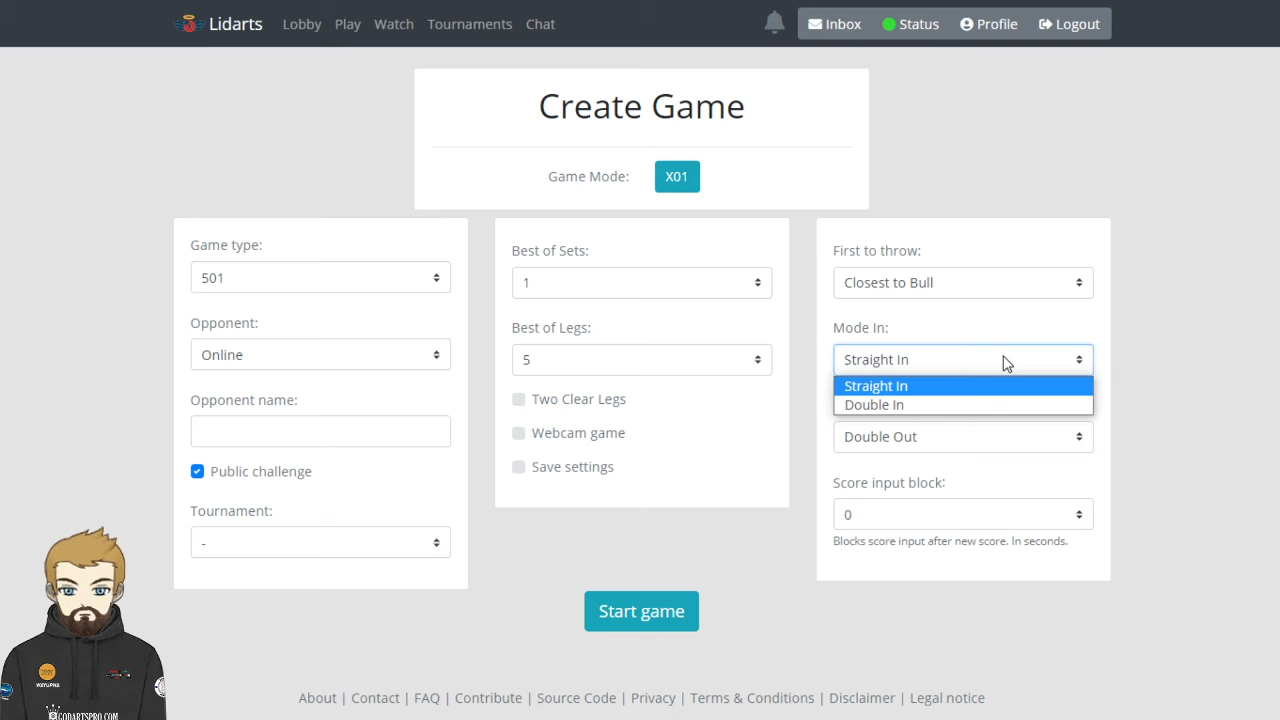 Lidarts Lobby Play Watch Tournaments Chat Inbox Status Profile Logout
Create Game
Game Mode: X01
Game type:
501
Opponent:
Online
Opponent name:
Public challenge
Tournament:
-
Best of Sets:
1
Best of Legs:
5
Two Clear Legs
Webcam game
Save settings
First to throw:
Closest to Bull
Mode In:
Straight In
Straight In
Double In
Double Out
Score input block:
0
Blocks score input after new score. In seconds.
Start game
About | Contact | FAQ | Contribute | Source Code | Privacy | Terms & Conditions | Disclaimer | Legal notice
GODARTSPRO.COM